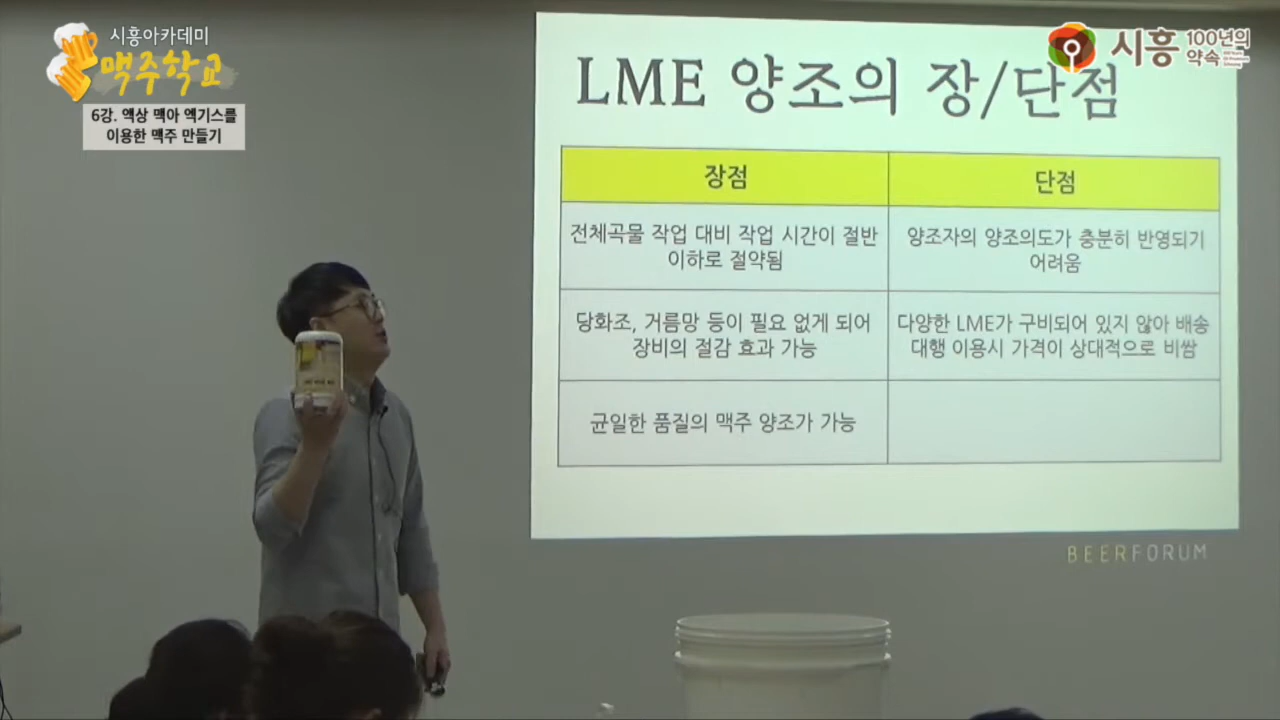 시흥아카데미
맥주학교
6강. 액상 맥아 엑기스를
이용한 맥주 만들기
시흥 100년의
약속
LME 양조의 장/단점
장점
단점
전체곡물 작업 대비 작업 시간이 절반
이하로 절약됨
양조자의 양조의도가 충분히 반영되기
어려움
당화조, 거름망 등이 필요 없게 되어
장비의 절감 효과 가능
다양한 LME가 구비되어 있지 않아 배송
대행 이용시 가격이 상대적으로 비쌈
균일한 품질의 맥주 양조가 가능
BEERFORUM